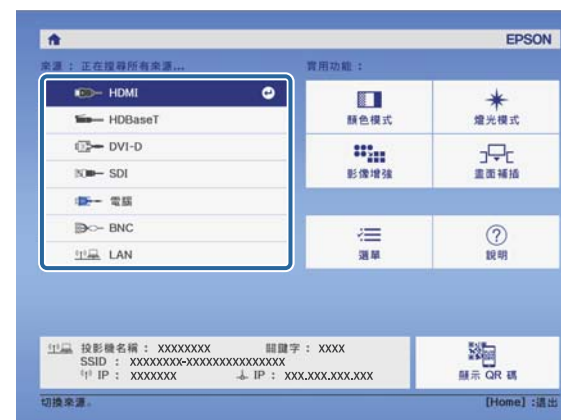 EPSON
來源 : 正在搜尋所有來源...
實用功能 :
HDMI
HDBaseT
DVI-D
SDI
電腦
BNC
LAN
顏色模式
燈光模式
影像增強
畫面補插
選單
說明
投影機名稱 : XXXXXXXX 關鍵字 : XXXX
SSID : XXXXXXXX-XXXXXXXXXXXXXXXX
IP : XXXXXXX IP : XXX.XXX.XXX.XXX
顯示 QR 碼
切換來源。
[Home] :退出